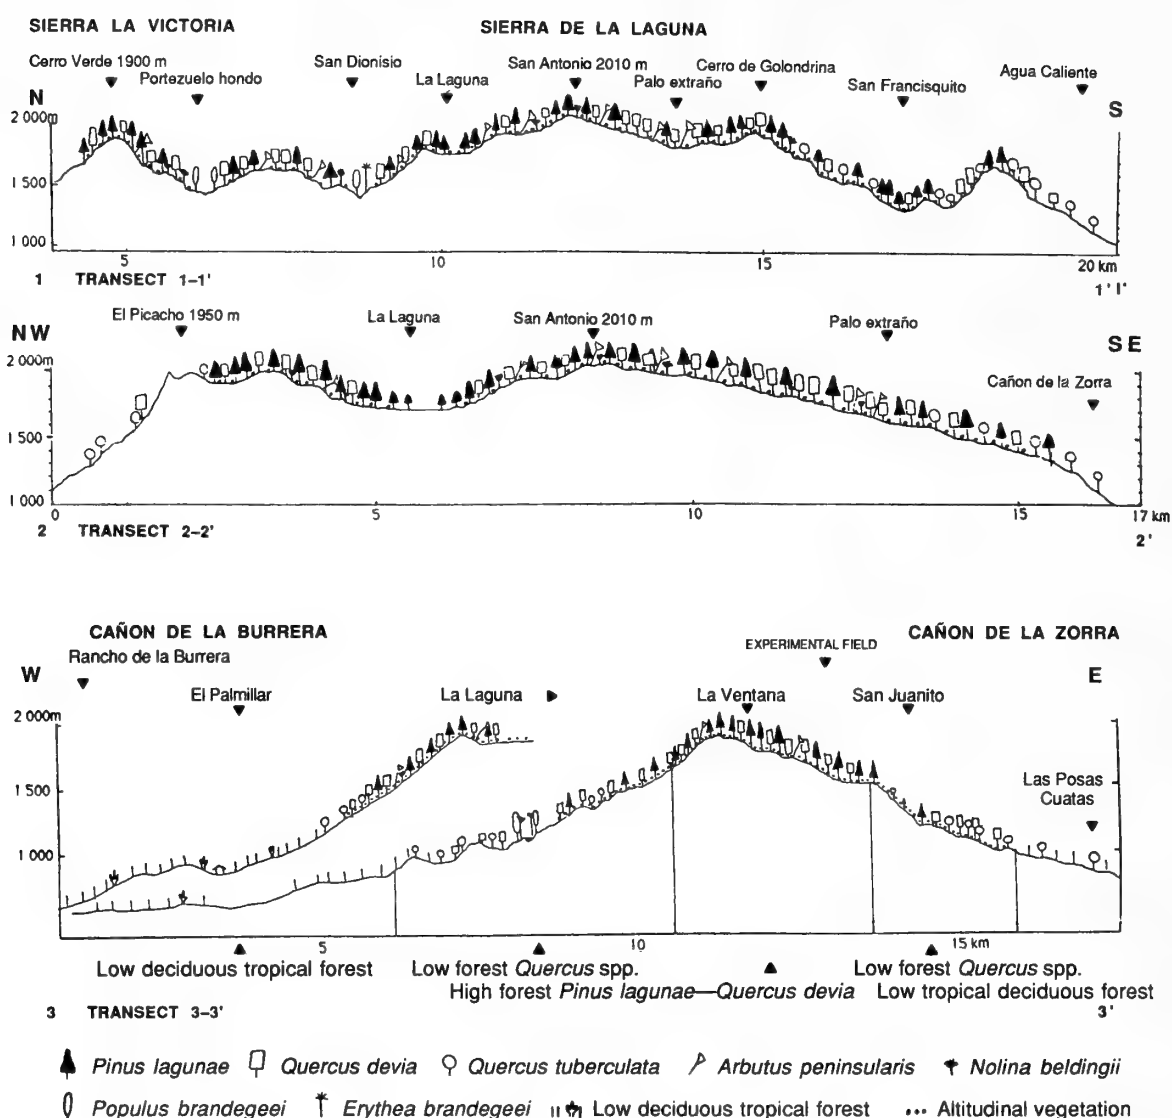 SIERRA LA VICTORIA SIERRA DE LA LAGUNA
Cerro Verde 1900 m San Dionisio San Antonio 2010 m Cerro de Golondrina Agua Caliente
Portezuelo hondo La Laguna Palo extraño San Francisquito
N S
2 000m
1 500
1 000
5 10 15 20 km
1 TRANSECT 1–1' 1'1'
El Picacho 1950 m La Laguna San Antonio 2010 m Palo extraño
NW SE
2 000m
Cañon de la Zorra
1 500
1 000
0 5 10 15 17 km
2 TRANSECT 2–2' 2'
CAÑON DE LA BURRERA CAÑON DE LA ZORRA
Rancho de la Burrera EXPERIMENTAL FIELD
W E
El Palmillar La Laguna La Ventana San Juanito
2 000m
1 500 Las Posas
Cuatas
1 000
5 10 15 km
Low deciduous tropical forest Low forest Quercus spp. Low forest Quercus spp.
High forest Pinus lagunae—Quercus devia Low tropical deciduous forest
3 TRANSECT 3–3' 3'
Pinus lagunae Quercus devia Quercus tuberculata Arbutus peninsularis Nolina beldingii
Populus brandegeei Erythea brandegeei Low deciduous tropical forest Altitudinal vegetation